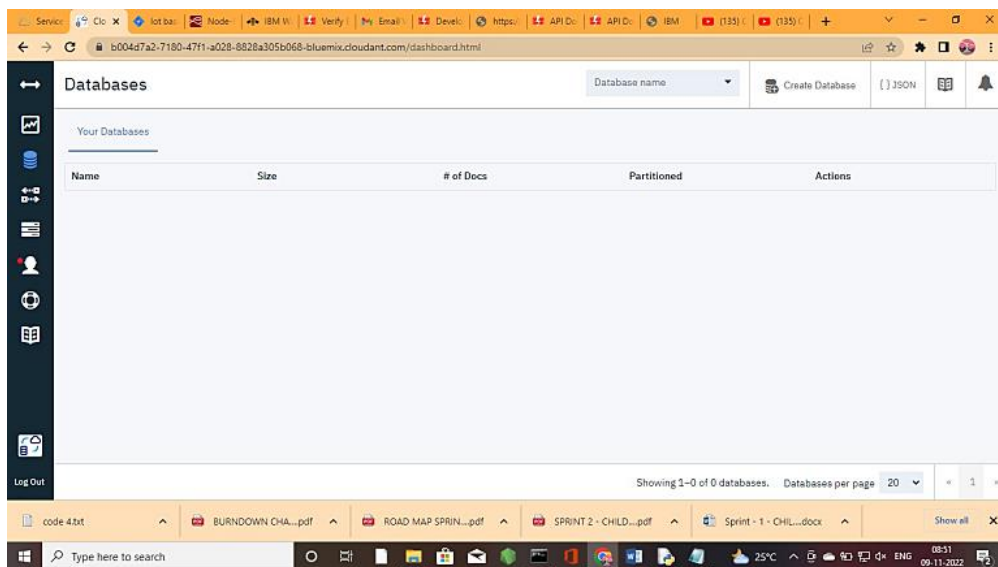 Service
Clo
Iot bas
Node-
IBM W
Verify
Email
Develo
https:/
API Do
API Do
IBM
(135)
(135)
b004d7a2-7180-47f1-a028-8828a305b068-bluemix.cloudant.com/dashboard.html
Databases
Database name
Create Database
{ } JSON
Your Databases
Name Size # of Docs Partitioned Actions
Log Out
Showing 1–0 of 0 databases. Databases per page 20 « 1 »
code 4.txt
BURNDOWN CHA....pdf
ROAD MAP SPRIN....pdf
SPRINT 2 - CHILD....pdf
Sprint - 1 - CHIL....docx
Show all
Type here to search
25°C
ENG
08:51
09-11-2022
2